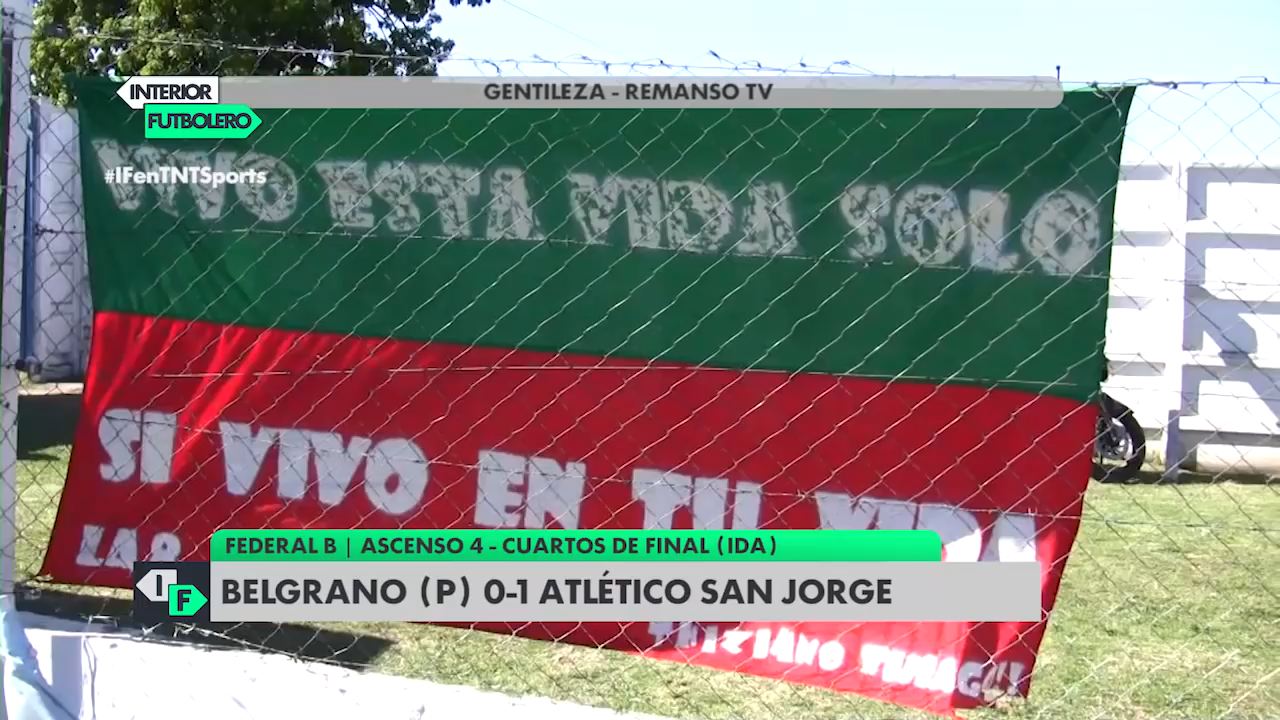 GENTILEZA - REMANSO TV
INTERIOR
FUTBOLERO
#IFenTNTSports
VIVO ESTA VIDA SOLO
SI VIVO EN TU VIDA
FEDERAL B | ASCENSO 4 - CUARTOS DE FINAL (IDA)
IF
BELGRANO (P) 0-1 ATLÉTICO SAN JORGE